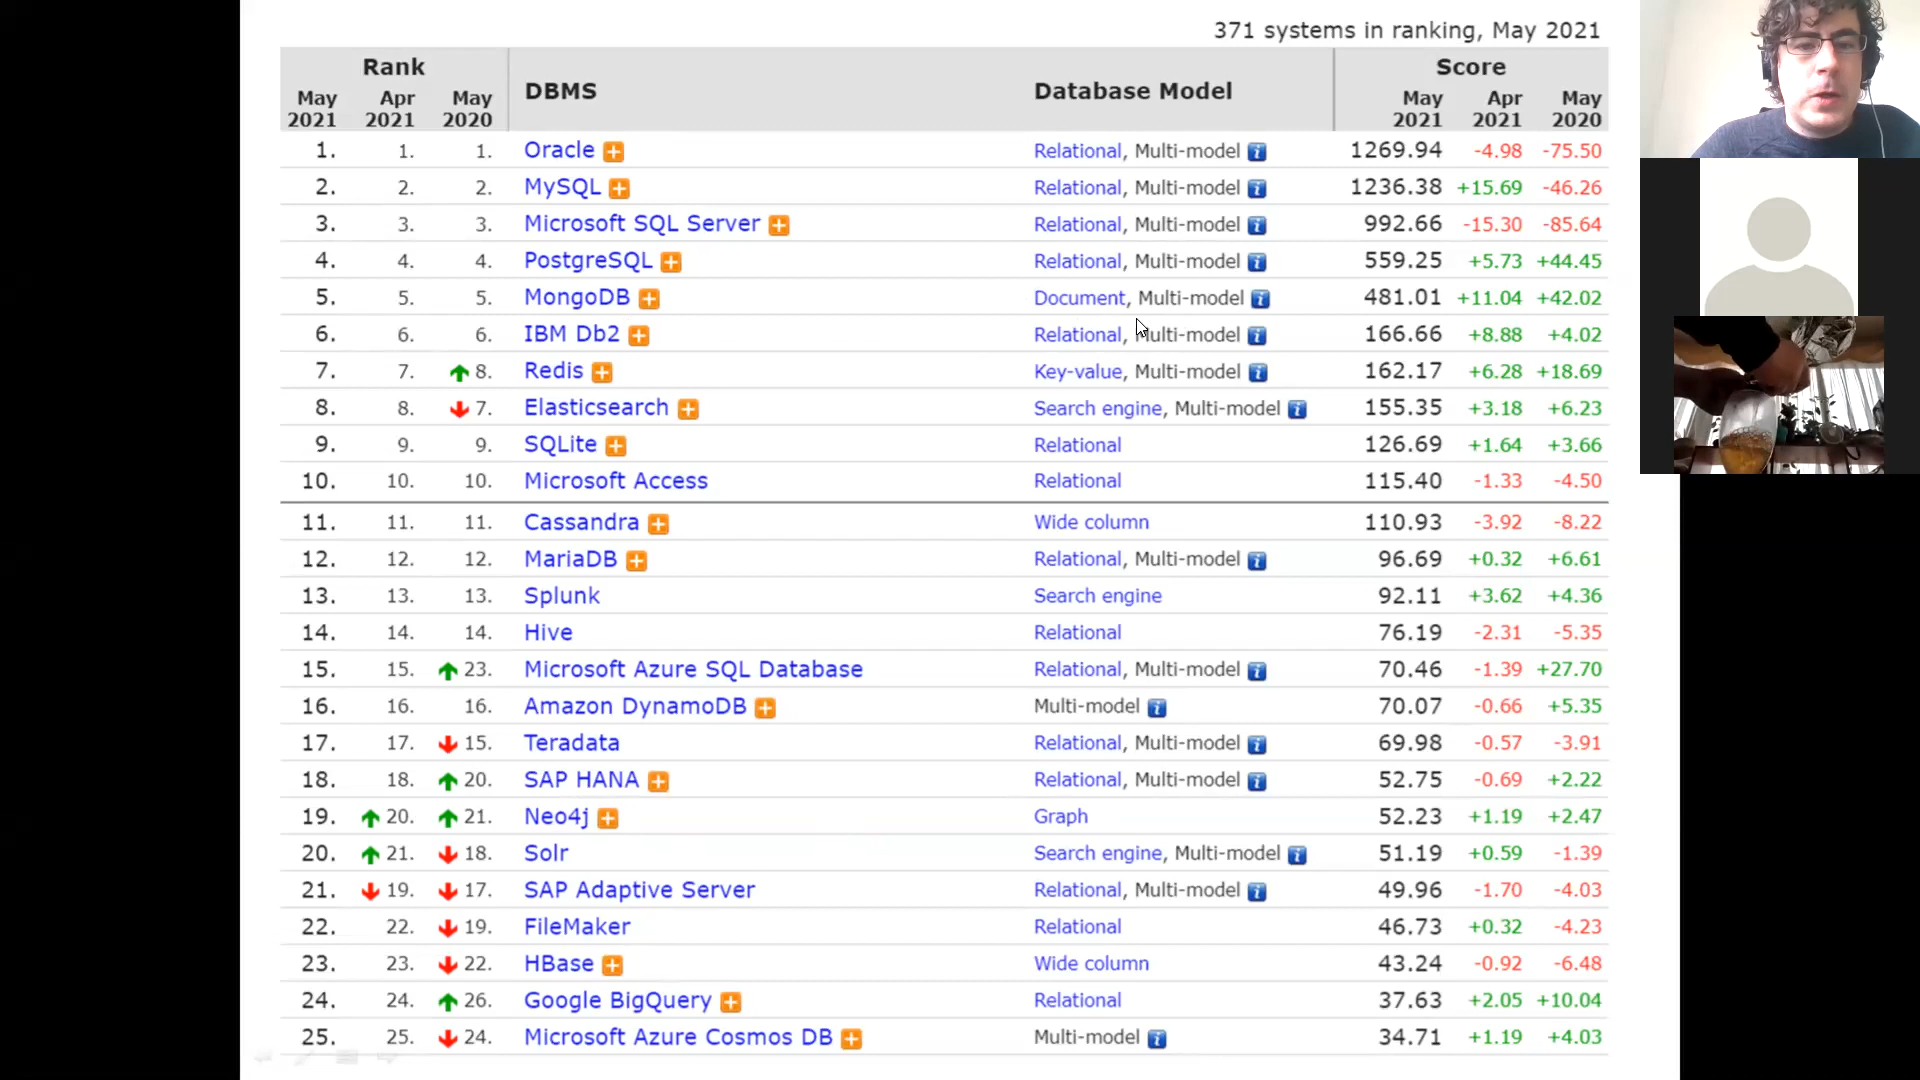 371 systems in ranking, May 2021
Rank DBMS Database Model Score
May 2021 Apr 2021 May 2020 May 2021 Apr 2021 May 2020
1. 1. 1. Oracle Relational, Multi-model 1269.94 -4.98 -75.50
2. 2. 2. MySQL Relational, Multi-model 1236.38 +15.69 -46.26
3. 3. 3. Microsoft SQL Server Relational, Multi-model 992.66 -15.30 -85.64
4. 4. 4. PostgreSQL Relational, Multi-model 559.25 +5.73 +44.45
5. 5. 5. MongoDB Document, Multi-model 481.01 +11.04 +42.02
6. 6. 6. IBM Db2 Relational, Multi-model 166.66 +8.88 +4.02
7. 7. 8. Redis Key-value, Multi-model 162.17 +6.28 +18.69
8. 8. 7. Elasticsearch Search engine, Multi-model 155.35 +3.18 +6.23
9. 9. 9. SQLite Relational 126.69 +1.64 +3.66
10. 10. 10. Microsoft Access Relational 115.40 -1.33 -4.50
11. 11. 11. Cassandra Wide column 110.93 -3.92 -8.22
12. 12. 12. MariaDB Relational, Multi-model 96.69 +0.32 +6.61
13. 13. 13. Splunk Search engine 92.11 +3.62 +4.36
14. 14. 14. Hive Relational 76.19 -2.31 -5.35
15. 15. 23. Microsoft Azure SQL Database Relational, Multi-model 70.46 -1.39 +27.70
16. 16. 16. Amazon DynamoDB Multi-model 70.07 -0.66 +5.35
17. 17. 15. Teradata Relational, Multi-model 69.98 -0.57 -3.91
18. 18. 20. SAP HANA Relational, Multi-model 52.75 -0.69 +2.22
19. 20. 21. Neo4j Graph 52.23 +1.19 +2.47
20. 21. 18. Solr Search engine, Multi-model 51.19 +0.59 -1.39
21. 19. 17. SAP Adaptive Server Relational, Multi-model 49.96 -1.70 -4.03
22. 22. 19. FileMaker Relational 46.73 +0.32 -4.23
23. 23. 22. HBase Wide column 43.24 -0.92 -6.48
24. 24. 26. Google BigQuery Relational 37.63 +2.05 +10.04
25. 25. 24. Microsoft Azure Cosmos DB Multi-model 34.71 +1.19 +4.03